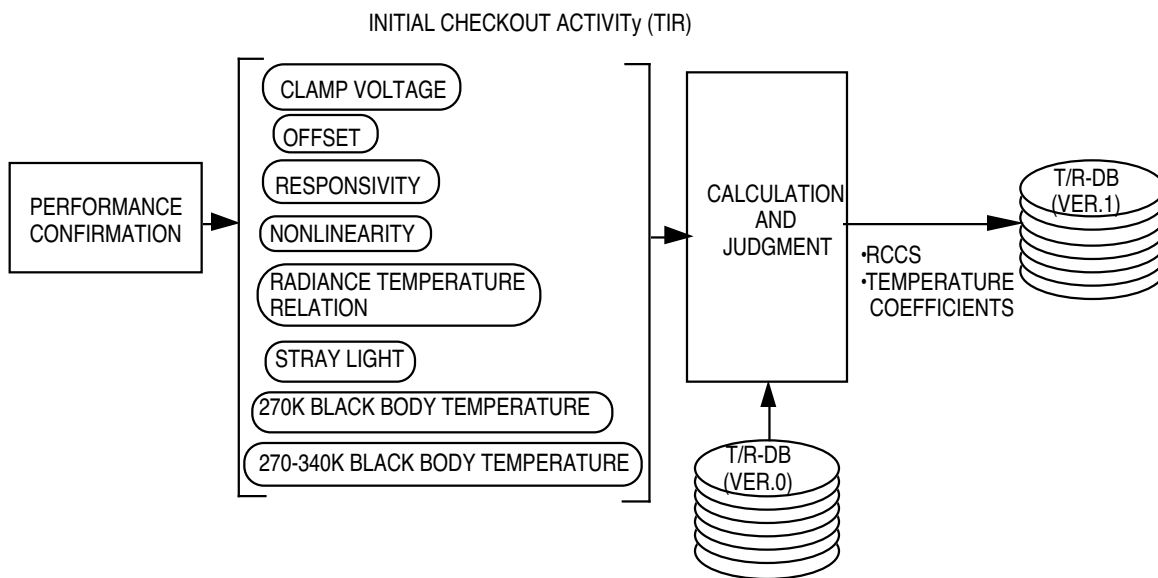 INITIAL CHECKOUT ACTIVITy (TIR)
CLAMP VOLTAGE
OFFSET
RESPONSIVITY
NONLINEARITY
RADIANCE TEMPERATURE
RELATION
STRAY LIGHT
270K BLACK BODY TEMPERATURE
270-340K BLACK BODY TEMPERATURE
PERFORMANCE
CONFIRMATION
CALCULATION
AND
JUDGMENT
T/R-DB
(VER.1)
•RCCS
•TEMPERATURE
COEFFICIENTS
T/R-DB
(VER.0)